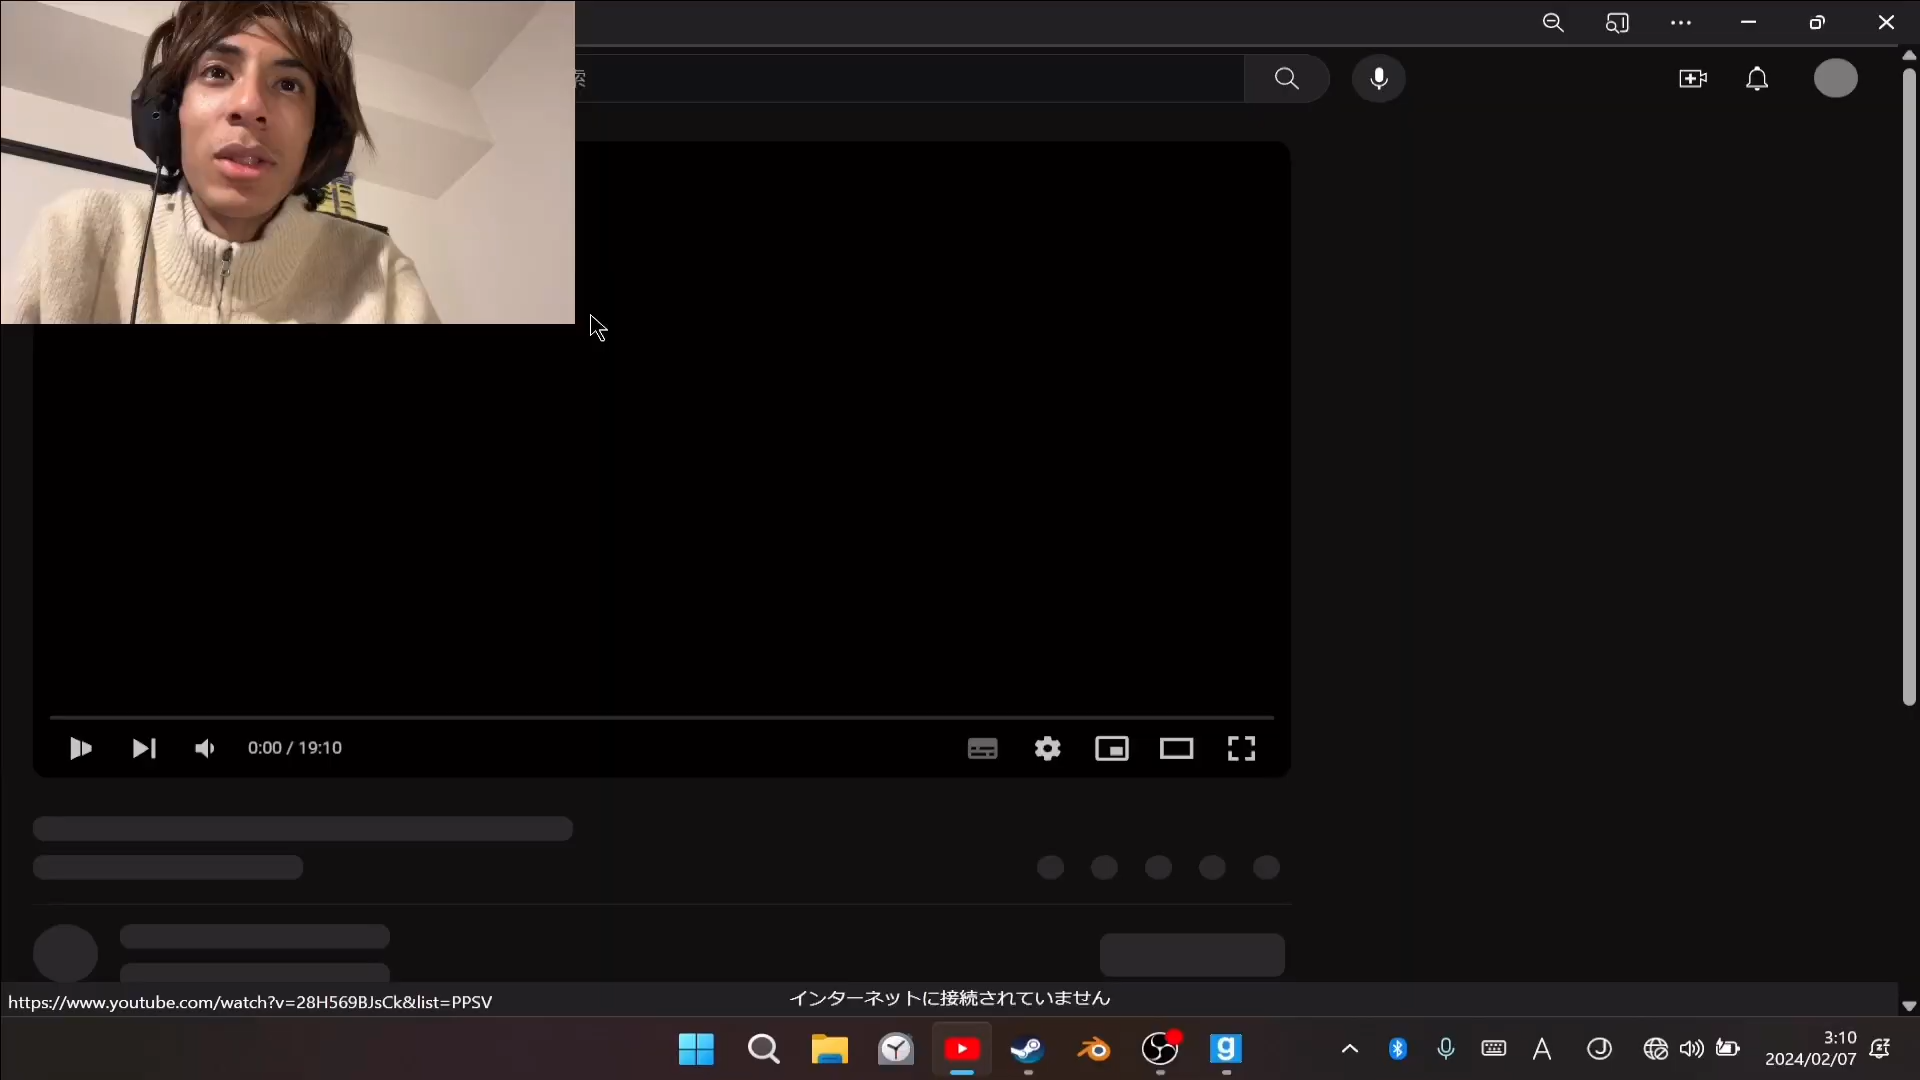 索
0:00 / 19:10
https://www.youtube.com/watch?v=28H569BJsCk&list=PPSV
インターネットに接続されていません
A
J
3:10
2024/02/07